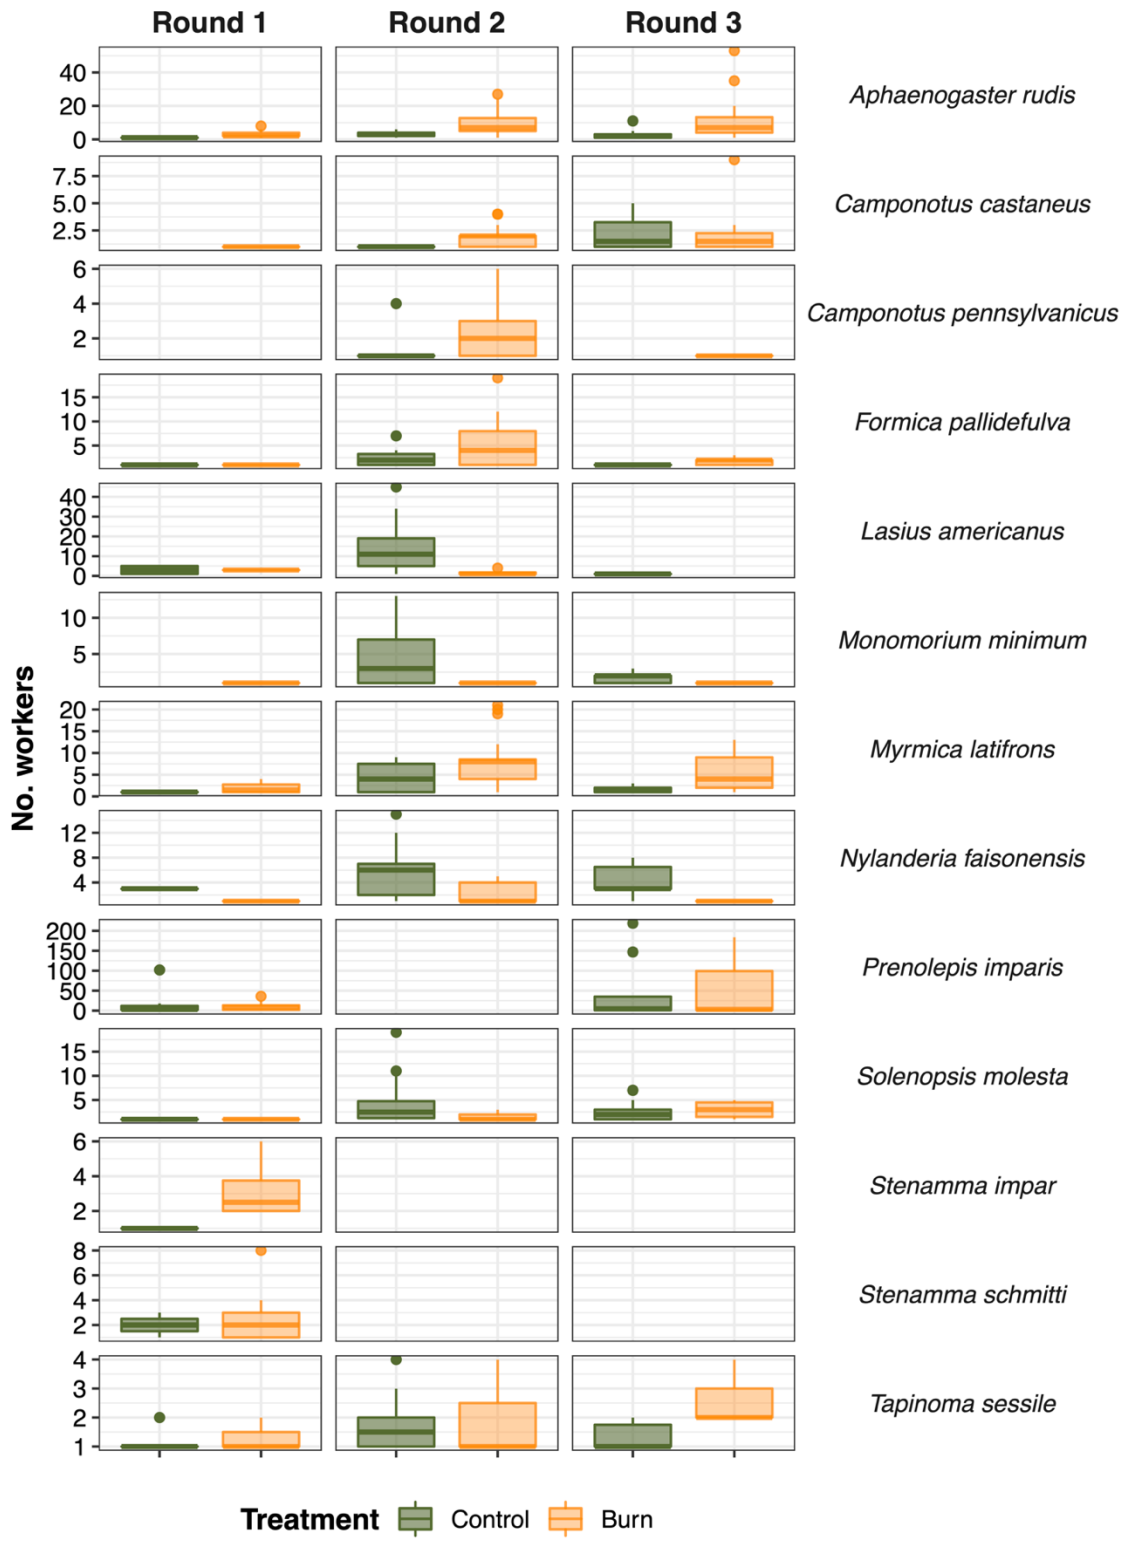 Round 1 Round 2 Round 3
40
20
0
Aphaenogaster rudis
7.5
5.0
2.5
Camponotus castaneus
6
4
2
Camponotus pennsylvanicus
15
10
5
Formica pallidefulva
40
30
20
10
0
Lasius americanus
10
5
Monomorium minimum
No. workers
20
15
10
5
0
Myrmica latifrons
12
8
4
Nylanderia faisonensis
200
150
100
50
0
Prenolepis imparis
15
10
5
Solenopsis molesta
6
4
2
Stenamma impar
8
6
4
2
Stenamma schmitti
4
3
2
1
Tapinoma sessile
Treatment Control Burn